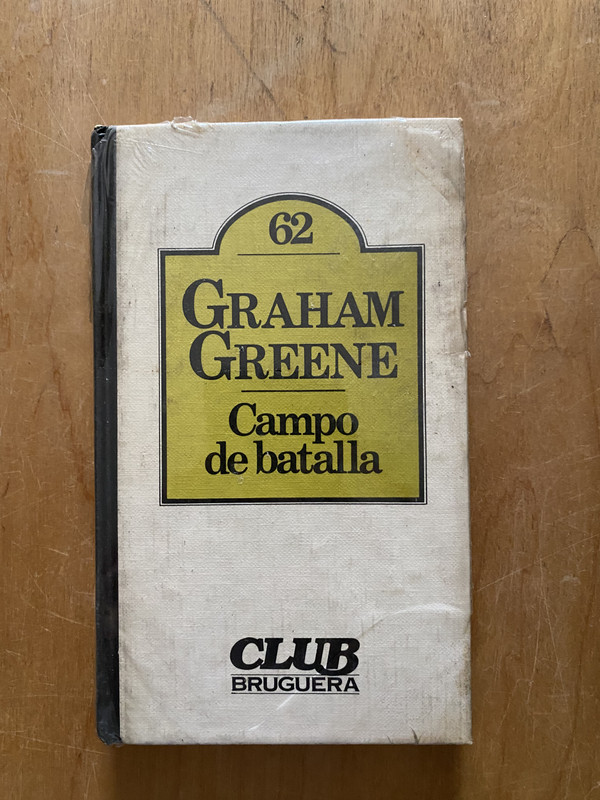 62
GRAHAM
GREENE
Campo
de batalla
CLUB
BRUGUERA